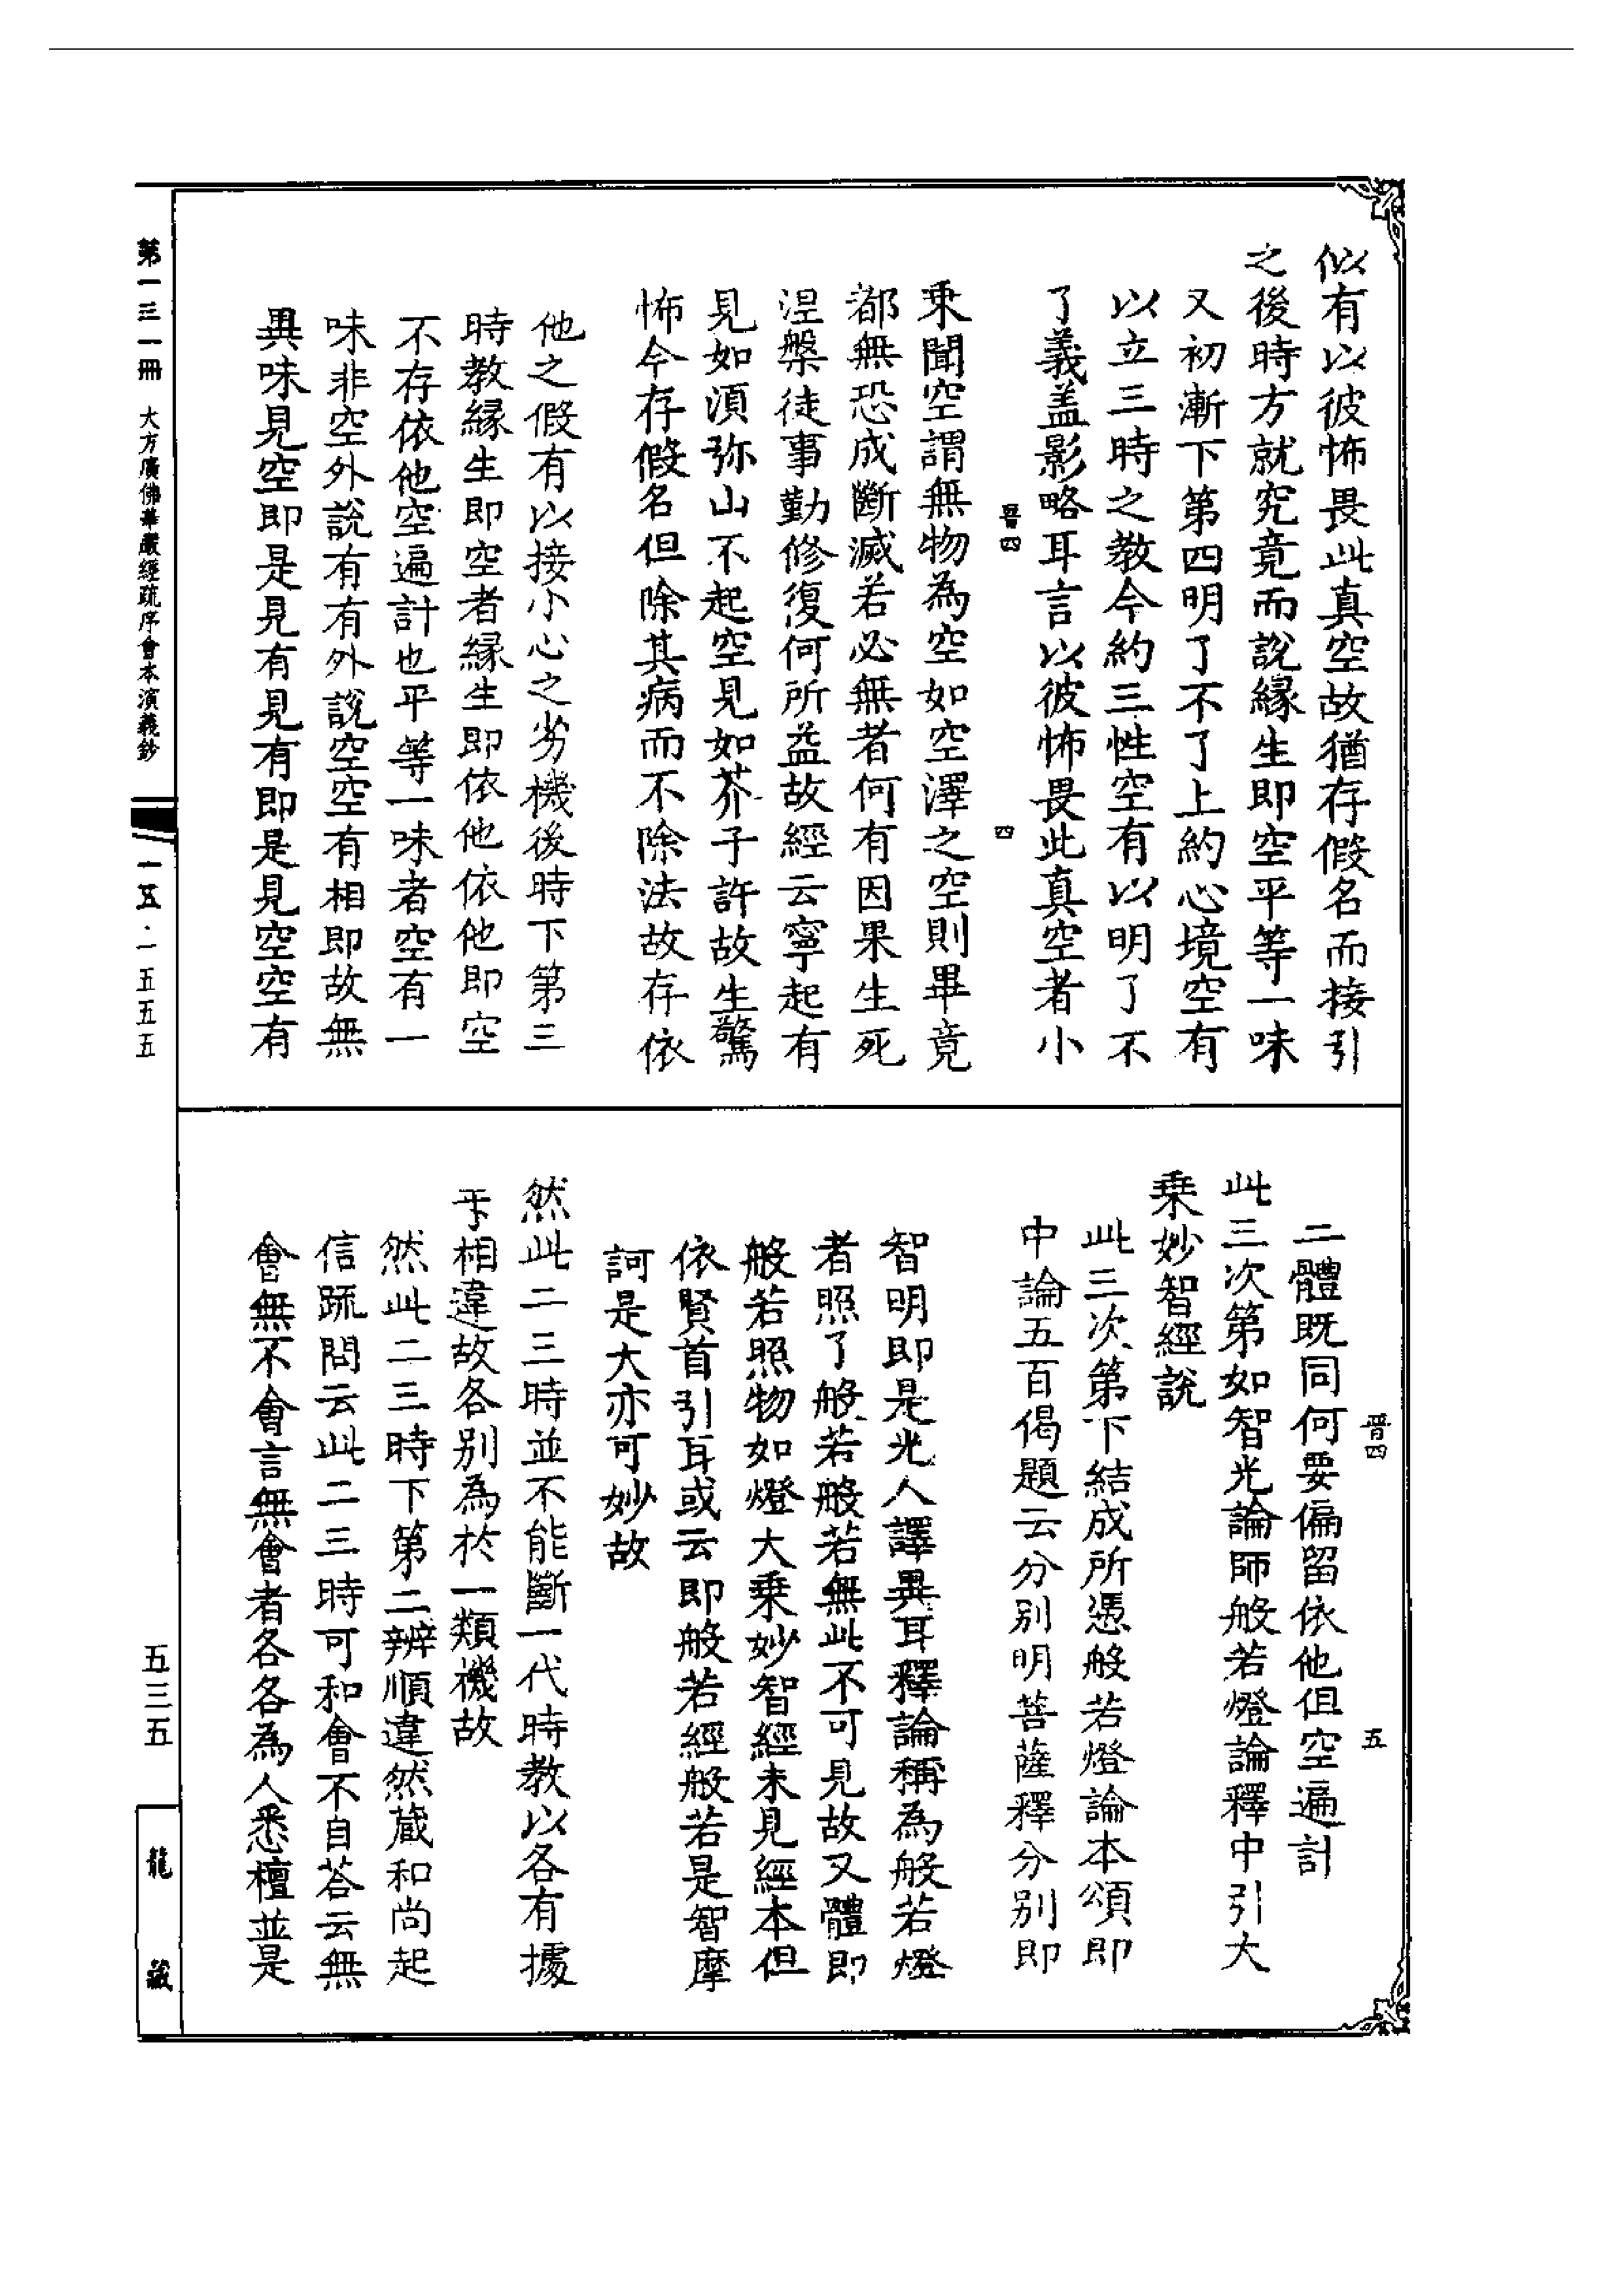 似有以彼怖畏此真空故猶存假名而接引
之後時方就究竟而說緣生即空平等一味
又初漸下第四明了不了上約心境空有
以立三時之教今約三性空有以明了不
了義盖影略耳言以彼怖畏此真空者小
晋四
四
乘聞空謂無物為空如空澤之空則畢竟
都無恐成斷滅若必無者何有因果生死
涅槃徒事勤修復何所益故經云寧起有
見如須弥山不起空見如芥子許故生驚
怖今存假名但除其病而不除法故存依
他之假有以接小心之劣機後時下第三
時教緣生即空者緣生即依他依他即空
不存依他空遍計也平等一味者空有一
味非空外說有有外說空空有相即故無
異味見空即是見有見有即是見空空有
晋四
五
二體既同何要偏留依他但空遍計
此三次第如智光論師般若燈論釋中引大
乘妙智經說
此三次第下結成所憑般若燈論本頌即
中論五百偈題云分別明菩薩釋分別即
智明即是光人譯異耳釋論稱為般若燈
者照了般若般若無此不可見故又體即
般若照物如燈大乘妙智經未見經本但
依賢首引耳或云即般若經般若是智摩
訶是大亦可妙故
然此二三時並不能斷一代時教以各有據
㸦相違故各別為於一類機故
然此二三時下第二辨順違然藏和尚起
信疏問云此二三時可和會不自荅云無
會無不會言無會者各各為人悉檀並是
第一三一冊 大方廣佛華嚴經疏序會本演義鈔
一五·一五五五
五三五
龍藏